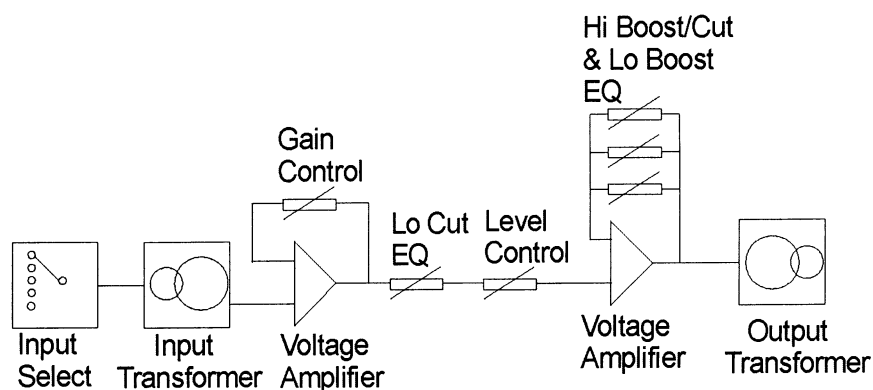 Hi Boost/Cut
& Lo Boost
EQ
Gain
Control
Lo Cut
EQ
Level
Control
Input
Select
Input
Transformer
Voltage
Amplifier
Voltage
Amplifier
Output
Transformer